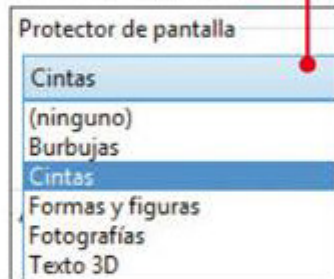 Protector de pantalla
Cintas
(ninguno)
Burbujas
Cintas
Formas y figuras
Fotografías
Texto 3D